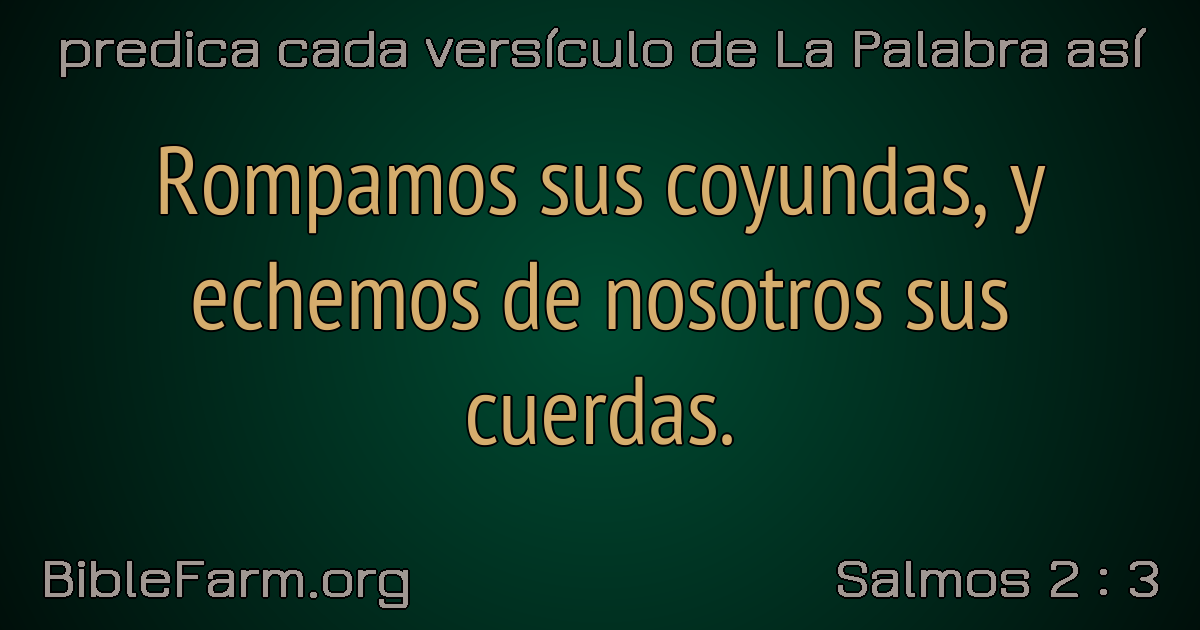 predica cada versículo de La Palabra así
Rompamos sus coyundas, y
echemos de nosotros sus
cuerdas.
BibleFarm.org
Salmos 2 : 3